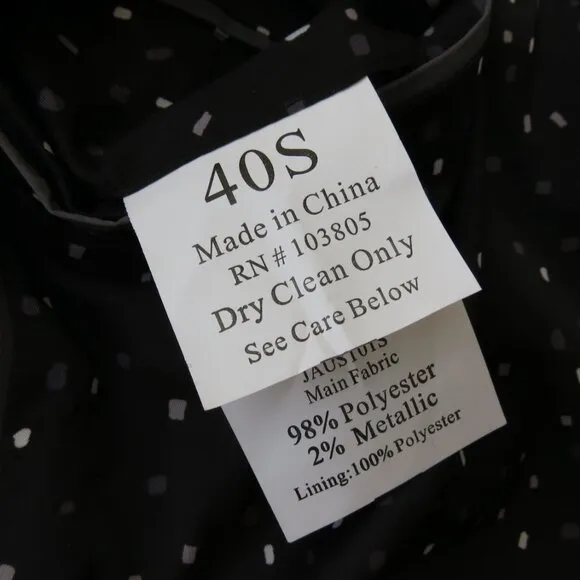 40S
Made in China
RN # 103805
Dry Clean Only
See Care Below
JAUST01S
Main Fabric
98% Polyester
2% Metallic
Lining:100% Polyester